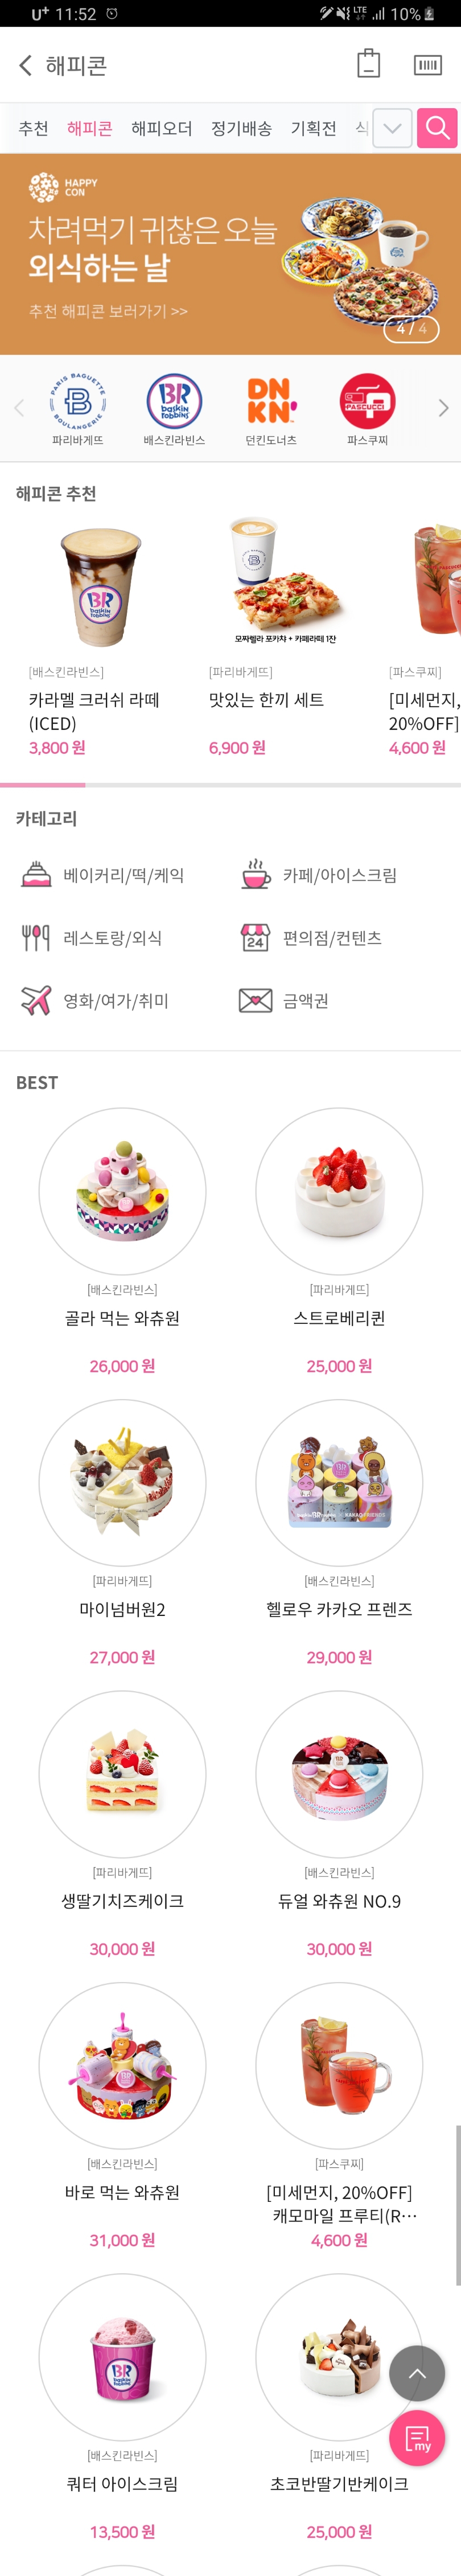 U+ 11:52 LTE 10%
해피콘
추천 해피콘 해피오더 정기배송 기획전 식
HAPPY
CON
차려먹기 귀찮은 오늘
외식하는 날
추천 해피콘 보러가기 >>
4 / 4
PARIS BAGUETTE
B
BOULANGERIE
파리바게뜨
BR
baskin
robbins
배스킨라빈스
DN
KN'
던킨도너츠
PASCUCCI
파스쿠찌
해피콘 추천
BR
baskin
robbins
모짜렐라 포카챠 + 카페라떼 1잔
[배스킨라빈스] [파리바게뜨] [파스쿠찌]
카라멜 크러쉬 라떼 맛있는 한끼 세트 [미세먼지,
(ICED) 20%OFF]
3,800 원 6,900 원 4,600 원
카테고리
베이커리/떡/케익 카페/아이스크림
레스토랑/외식 24 편의점/컨텐츠
영화/여가/취미 금액권
BEST
[배스킨라빈스] [파리바게뜨]
골라 먹는 와츄원 스트로베리퀸
26,000 원 25,000 원
[파리바게뜨] [배스킨라빈스]
마이넘버원2 헬로우 카카오 프렌즈
27,000 원 29,000 원
[파리바게뜨] [배스킨라빈스]
생딸기치즈케이크 듀얼 와츄원 NO.9
30,000 원 30,000 원
[배스킨라빈스] [파스쿠찌]
바로 먹는 와츄원 [미세먼지, 20%OFF]
캐모마일 프루티(R…
31,000 원 4,600 원
BR
baskin
robbins
[배스킨라빈스] [파리바게뜨]
my
쿼터 아이스크림 초코반딸기반케이크
13,500 원 25,000 원